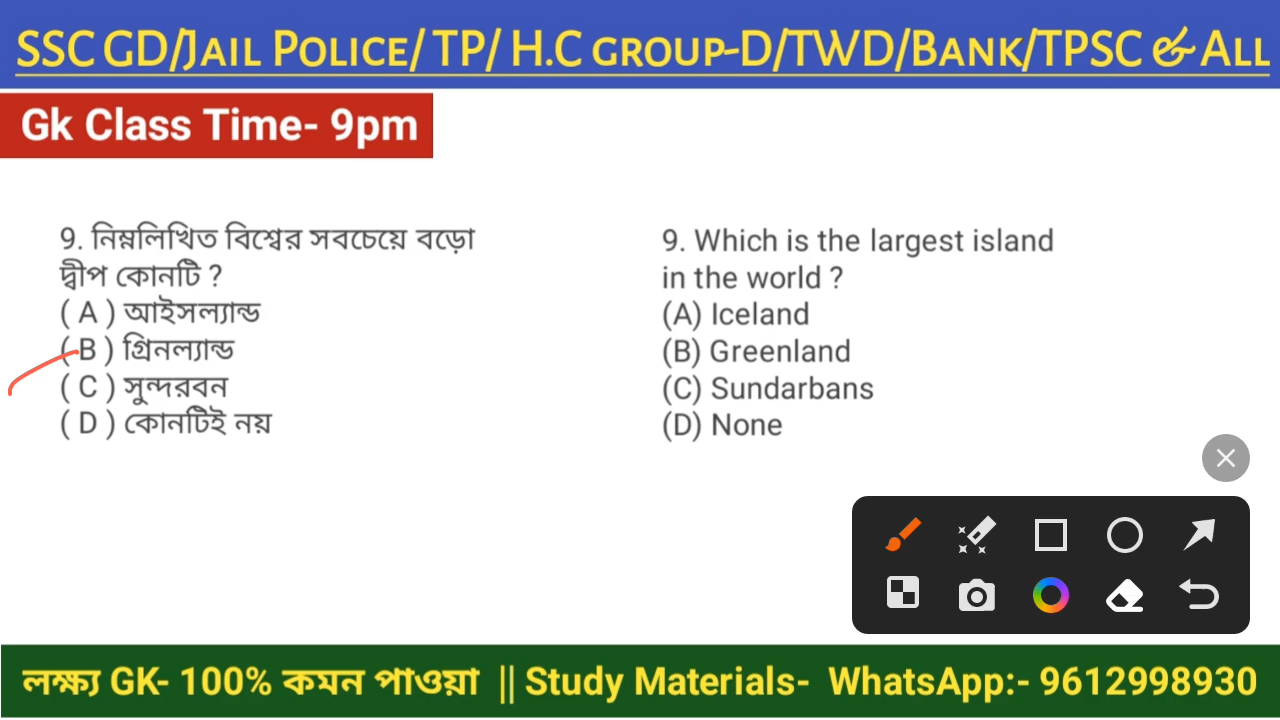 SSC GD/Jail Police/ TP/ H.C group-D/TWD/Bank/TPSC & All
Gk Class Time- 9pm
9. নিম্নলিখিত বিশ্বের সবচেয়ে বড়ো
দ্বীপ কোনটি ?
( A ) আইসল্যান্ড
( B ) গ্রিনল্যান্ড
( C ) সুন্দরবন
( D ) কোনটিই নয়
9. Which is the largest island
in the world ?
(A) Iceland
(B) Greenland
(C) Sundarbans
(D) None
লক্ষ্য GK- 100% কমন পাওয়া || Study Materials- WhatsApp:- 9612998930